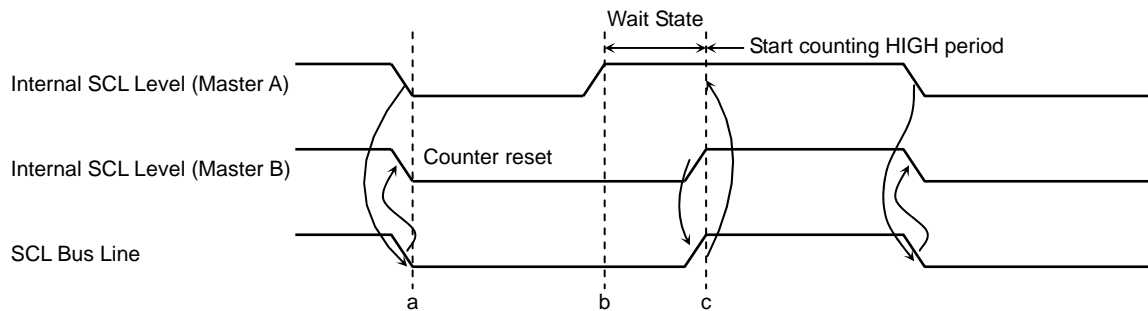 Wait State
Start counting HIGH period
Internal SCL Level (Master A)
Counter reset
Internal SCL Level (Master B)
SCL Bus Line
a
b
c